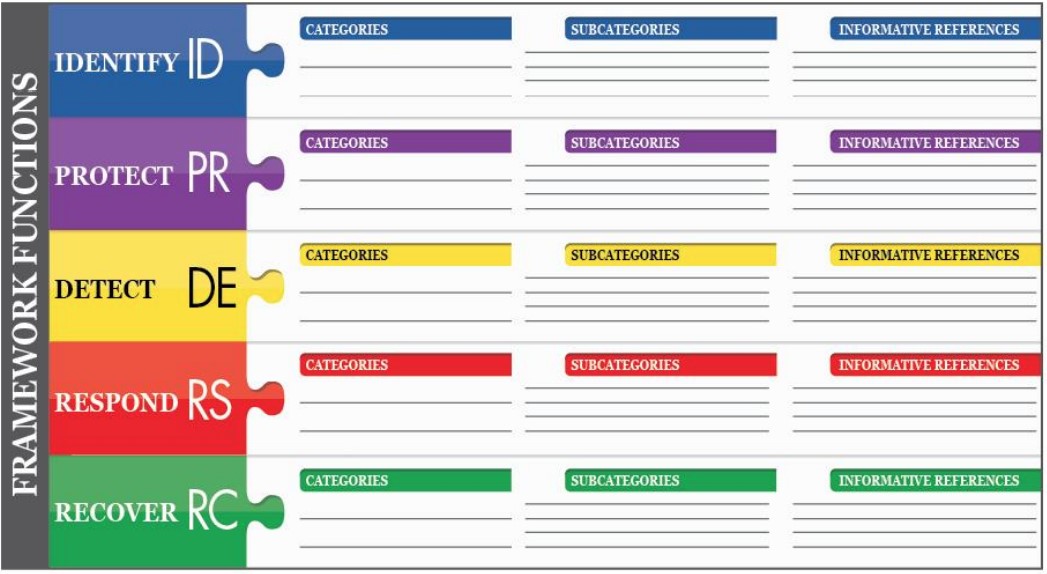 FRAMEWORK FUNCTIONS
IDENTIFY ID
CATEGORIES SUBCATEGORIES INFORMATIVE REFERENCES
PROTECT PR
CATEGORIES SUBCATEGORIES INFORMATIVE REFERENCES
DETECT DE
CATEGORIES SUBCATEGORIES INFORMATIVE REFERENCES
RESPOND RS
CATEGORIES SUBCATEGORIES INFORMATIVE REFERENCES
RECOVER RC
CATEGORIES SUBCATEGORIES INFORMATIVE REFERENCES